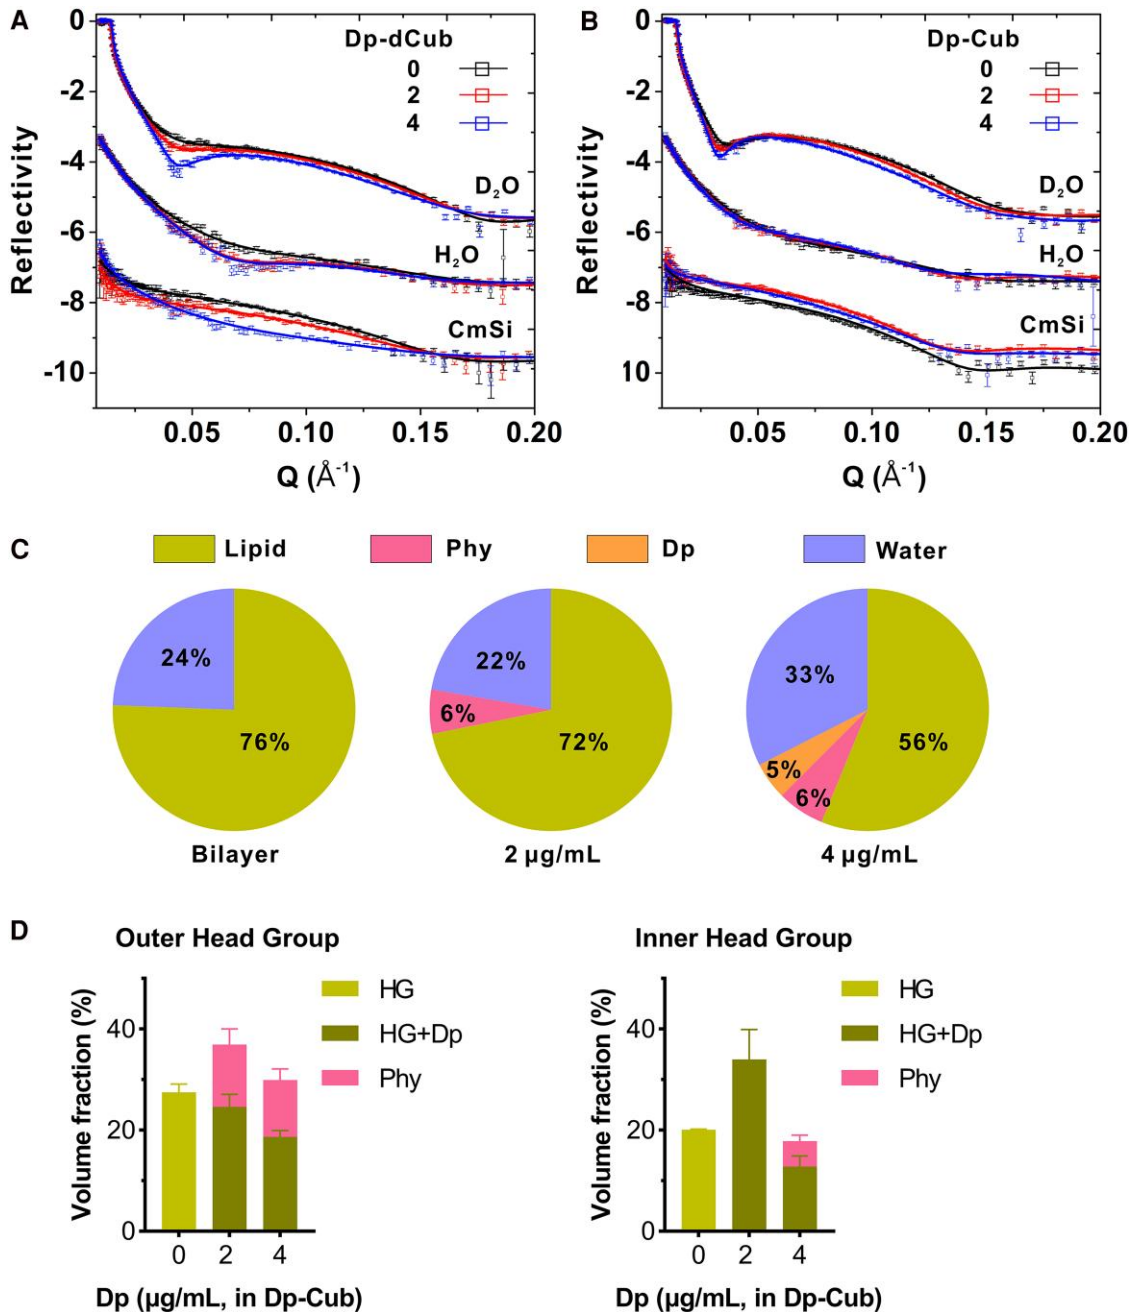 A
Dp-dCub
0
2
4
0
-2
-4
-6
-8
-10
Reflectivity
D₂O
H₂O
CmSi
0.05 0.10 0.15 0.20
Q (Å⁻¹)
B
Dp-Cub
0
2
4
0
-2
-4
-6
-8
10
Reflectivity
D₂O
H₂O
CmSi
0.05 0.10 0.15 0.20
Q (Å⁻¹)
C
Lipid Phy Dp Water
24%
76%
Bilayer
22%
6%
72%
2 µg/mL
33%
5%
6%
56%
4 µg/mL
D
Outer Head Group
Volume fraction (%)
40
20
0
HG
HG+Dp
Phy
0 2 4
Dp (µg/mL, in Dp-Cub)
Inner Head Group
Volume fraction (%)
40
20
0
HG
HG+Dp
Phy
0 2 4
Dp (µg/mL, in Dp-Cub)